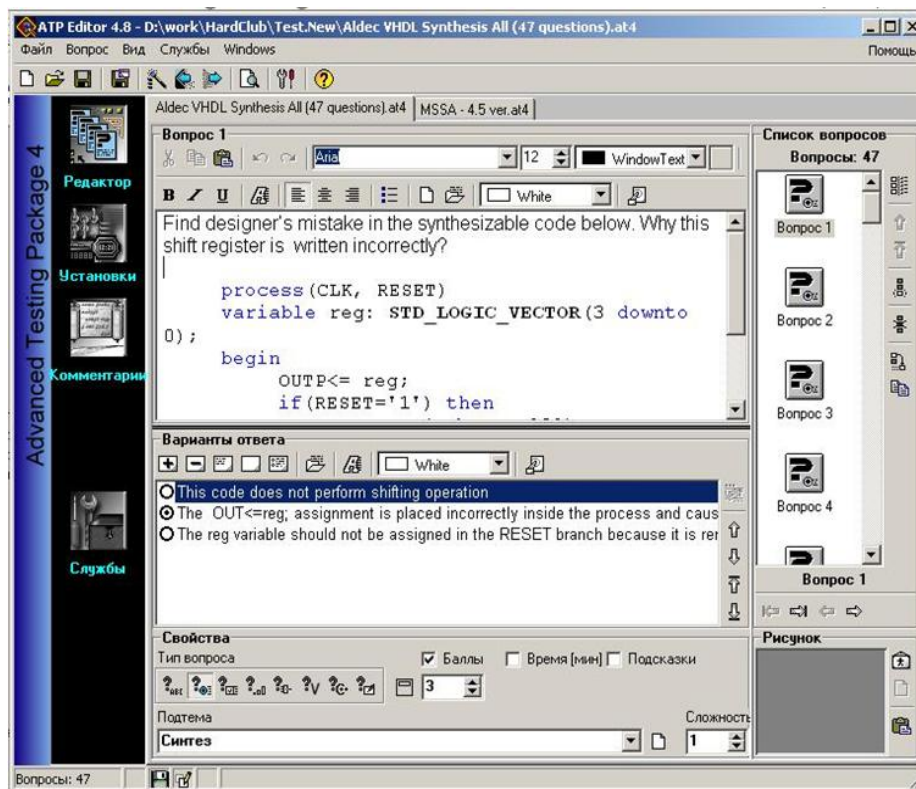 ATP Editor 4.8 - D:\work\HardClub\Test.New\Aldec VHDL Synthesis All (47 questions).at4
Файл Вопрос Вид Службы Windows Помощь
Advanced Testing Package 4
Редактор
Установки
Комментарии
Службы
Aldec VHDL Synthesis All (47 questions).at4 MSSA - 4.5 ver.at4
Вопрос 1
Arial 12 WindowText
B I U White
Find designer's mistake in the synthesizable code below. Why this
shift register is written incorrectly?
process(CLK, RESET)
variable reg: STD_LOGIC_VECTOR(3 downto
0);
begin
OUTP<= reg;
if(RESET='1') then
Варианты ответа
White
This code does not perform shifting operation
The OUT<=reg; assignment is placed incorrectly inside the process and caus
The reg variable should not be assigned in the RESET branch because it is rer
Свойства
Тип вопроса
Баллы Время [мин] Подсказки
3
Подтема Сложность
Синтез 1
Список вопросов
Вопросы: 47
Вопрос 1
Вопрос 2
Вопрос 3
Вопрос 4
Вопрос 1
Рисунок
Вопросы: 47